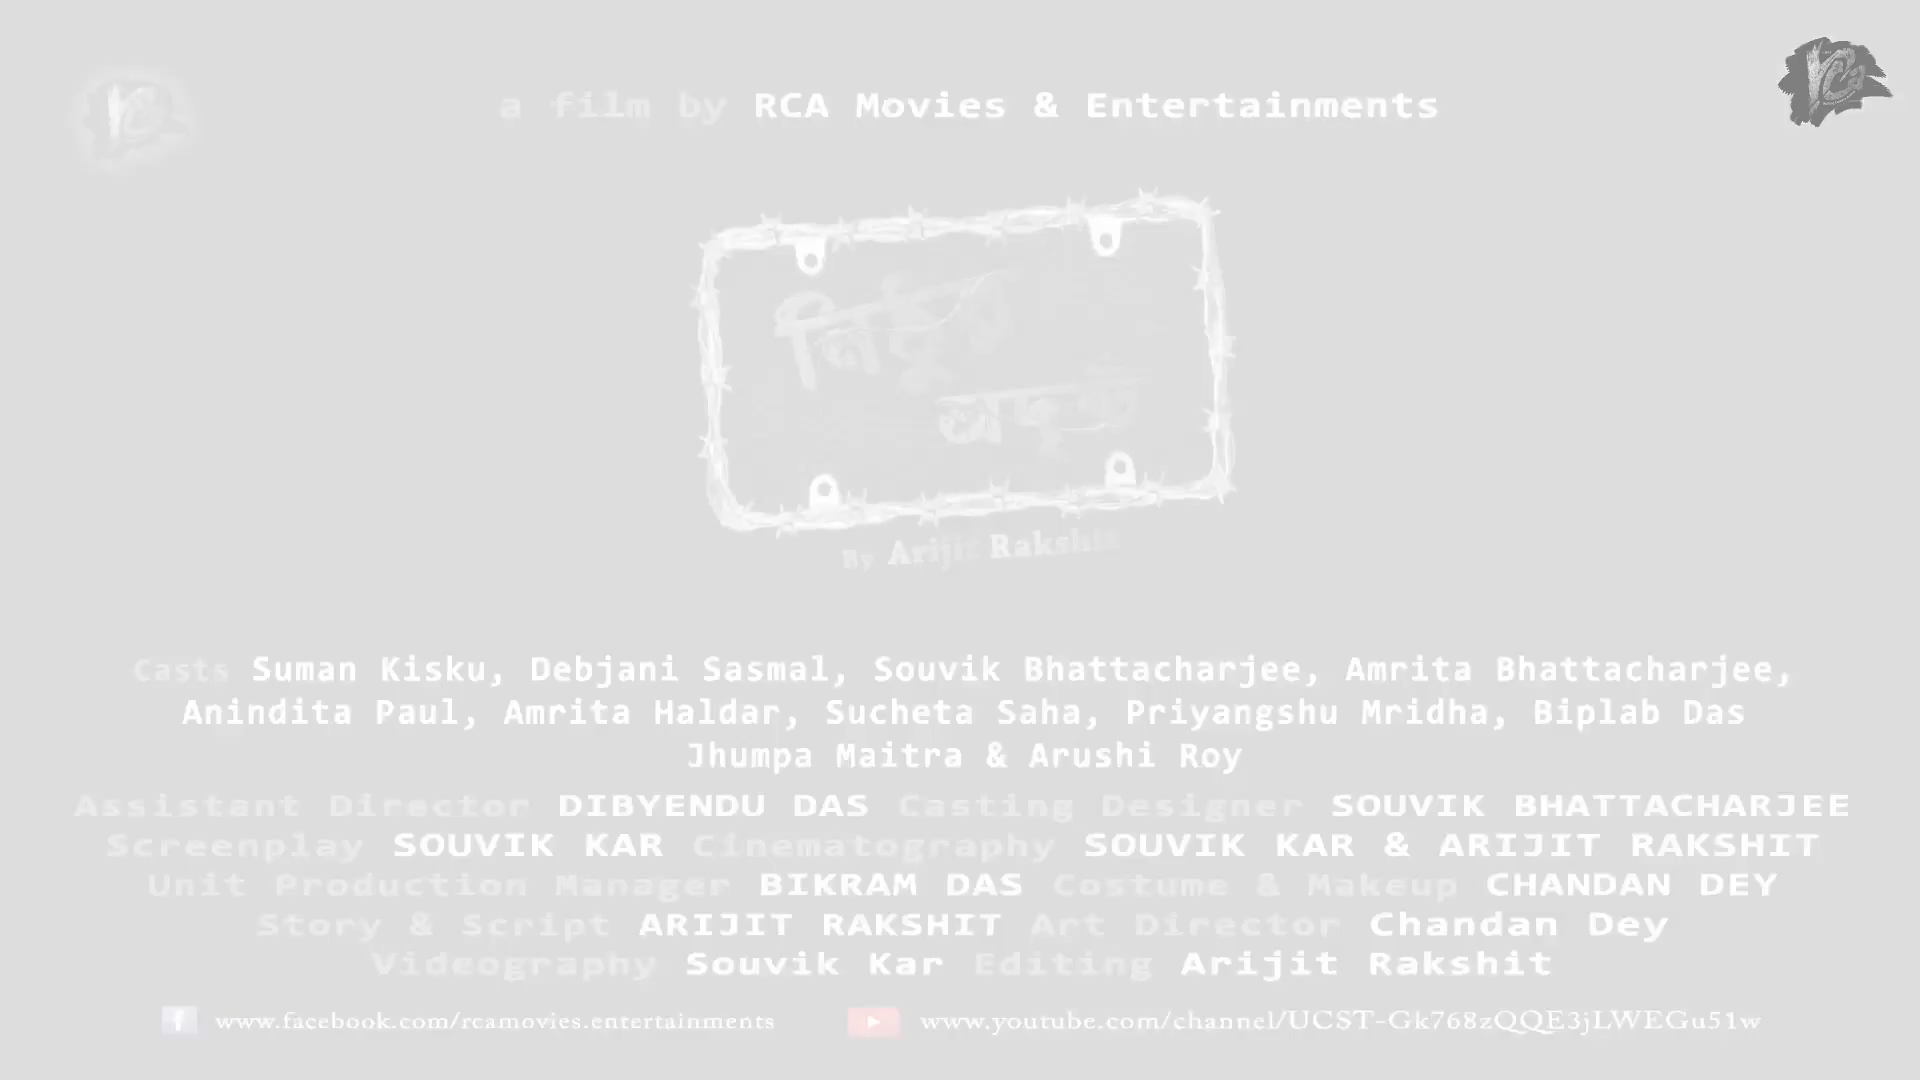 a film by RCA Movies & Entertainments
নিষ্ঠুর
অদৃষ্ট
By Arijit Rakshit
Casts Suman Kisku, Debjani Sasmal, Souvik Bhattacharjee, Amrita Bhattacharjee,
Anindita Paul, Amrita Haldar, Sucheta Saha, Priyangshu Mridha, Biplab Das
Jhumpa Maitra & Arushi Roy
Assistant Director DIBYENDU DAS Casting Designer SOUVIK BHATTACHARJEE
Screenplay SOUVIK KAR Cinematography SOUVIK KAR & ARIJIT RAKSHIT
Unit Production Manager BIKRAM DAS Costume & Makeup CHANDAN DEY
Story & Script ARIJIT RAKSHIT Art Director Chandan Dey
Videography Souvik Kar Editing Arijit Rakshit
www.facebook.com/rcamovies.entertainments www.youtube.com/channel/UCST-Gk768zQQE3jLWEGu51w